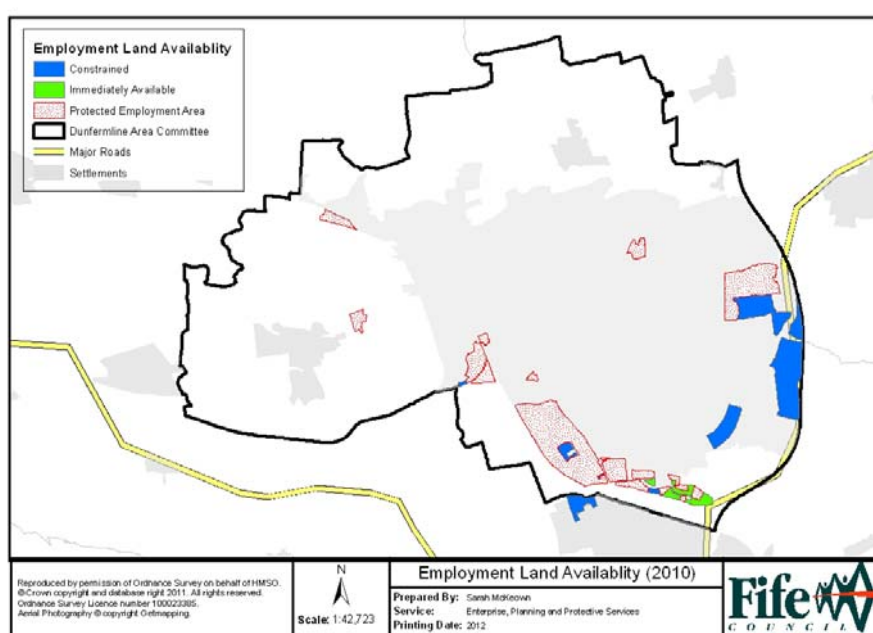 Employment Land Availablity
Constrained
Immediately Available
Protected Employment Area
Dunfermline Area Committee
Major Roads
Settlements
Reproduced by permission of Ordnance Survey on behalf of HMSO.
©Crown copyright and database right 2011. All rights reserved.
Ordnance Survey Licence number 100023385.
Aerial Photography © copyright Getmapping.
N
Scale: 1:42,723
Employment Land Availablity (2010)
Prepared By: Sarah McKeown
Service: Enterprise, Planning and Protective Services
Printing Date: 2012
Fife
COUNCIL